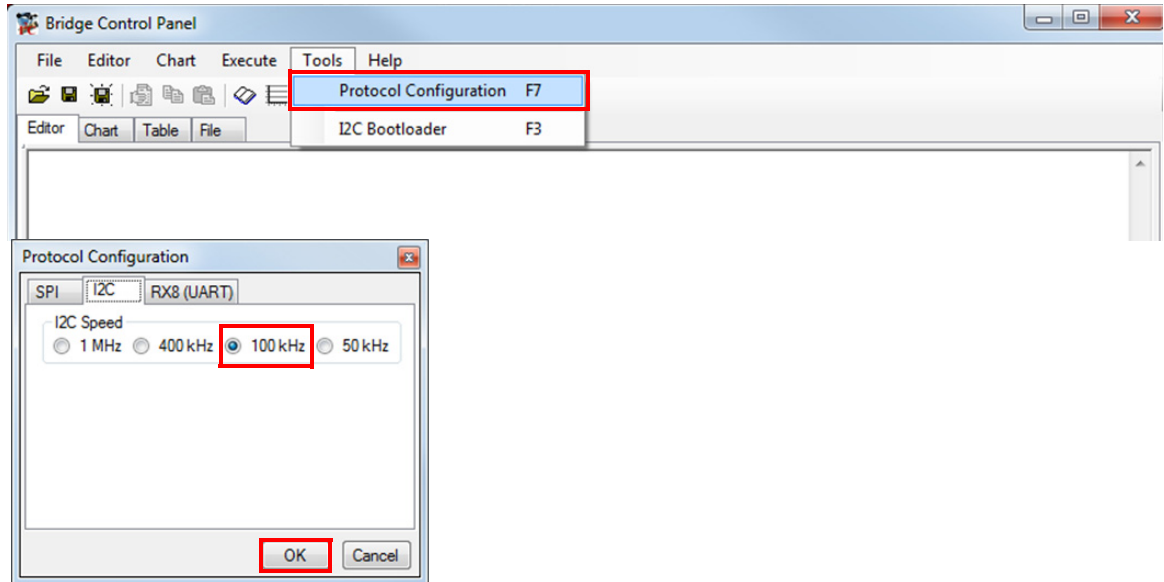 Bridge Control Panel
File Editor Chart Execute Tools Help
Protocol Configuration F7
I2C Bootloader F3
Editor Chart Table File
Protocol Configuration
SPI I2C RX8 (UART)
I2C Speed
1 MHz 400 kHz 100 kHz 50 kHz
OK Cancel